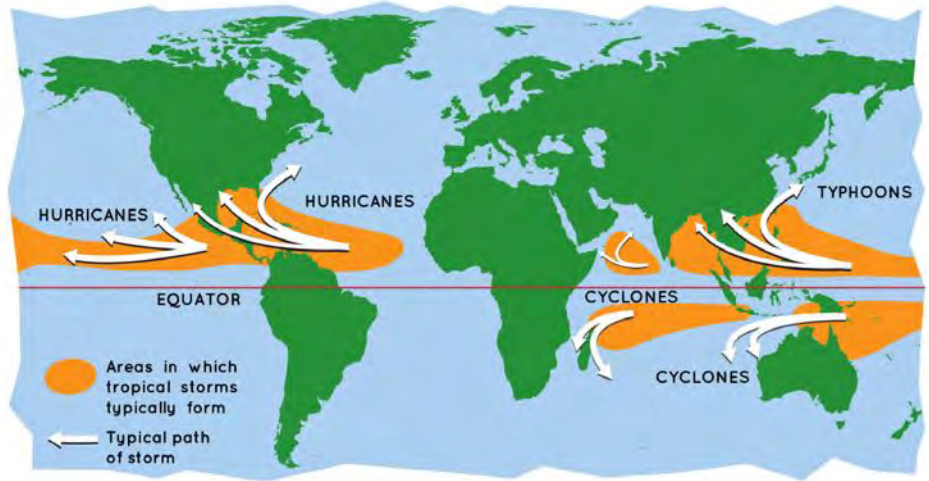 HURRICANES
HURRICANES
TYPHOONS
EQUATOR
CYCLONES
CYCLONES
Areas in which
tropical storms
typically form
Typical path
of storm